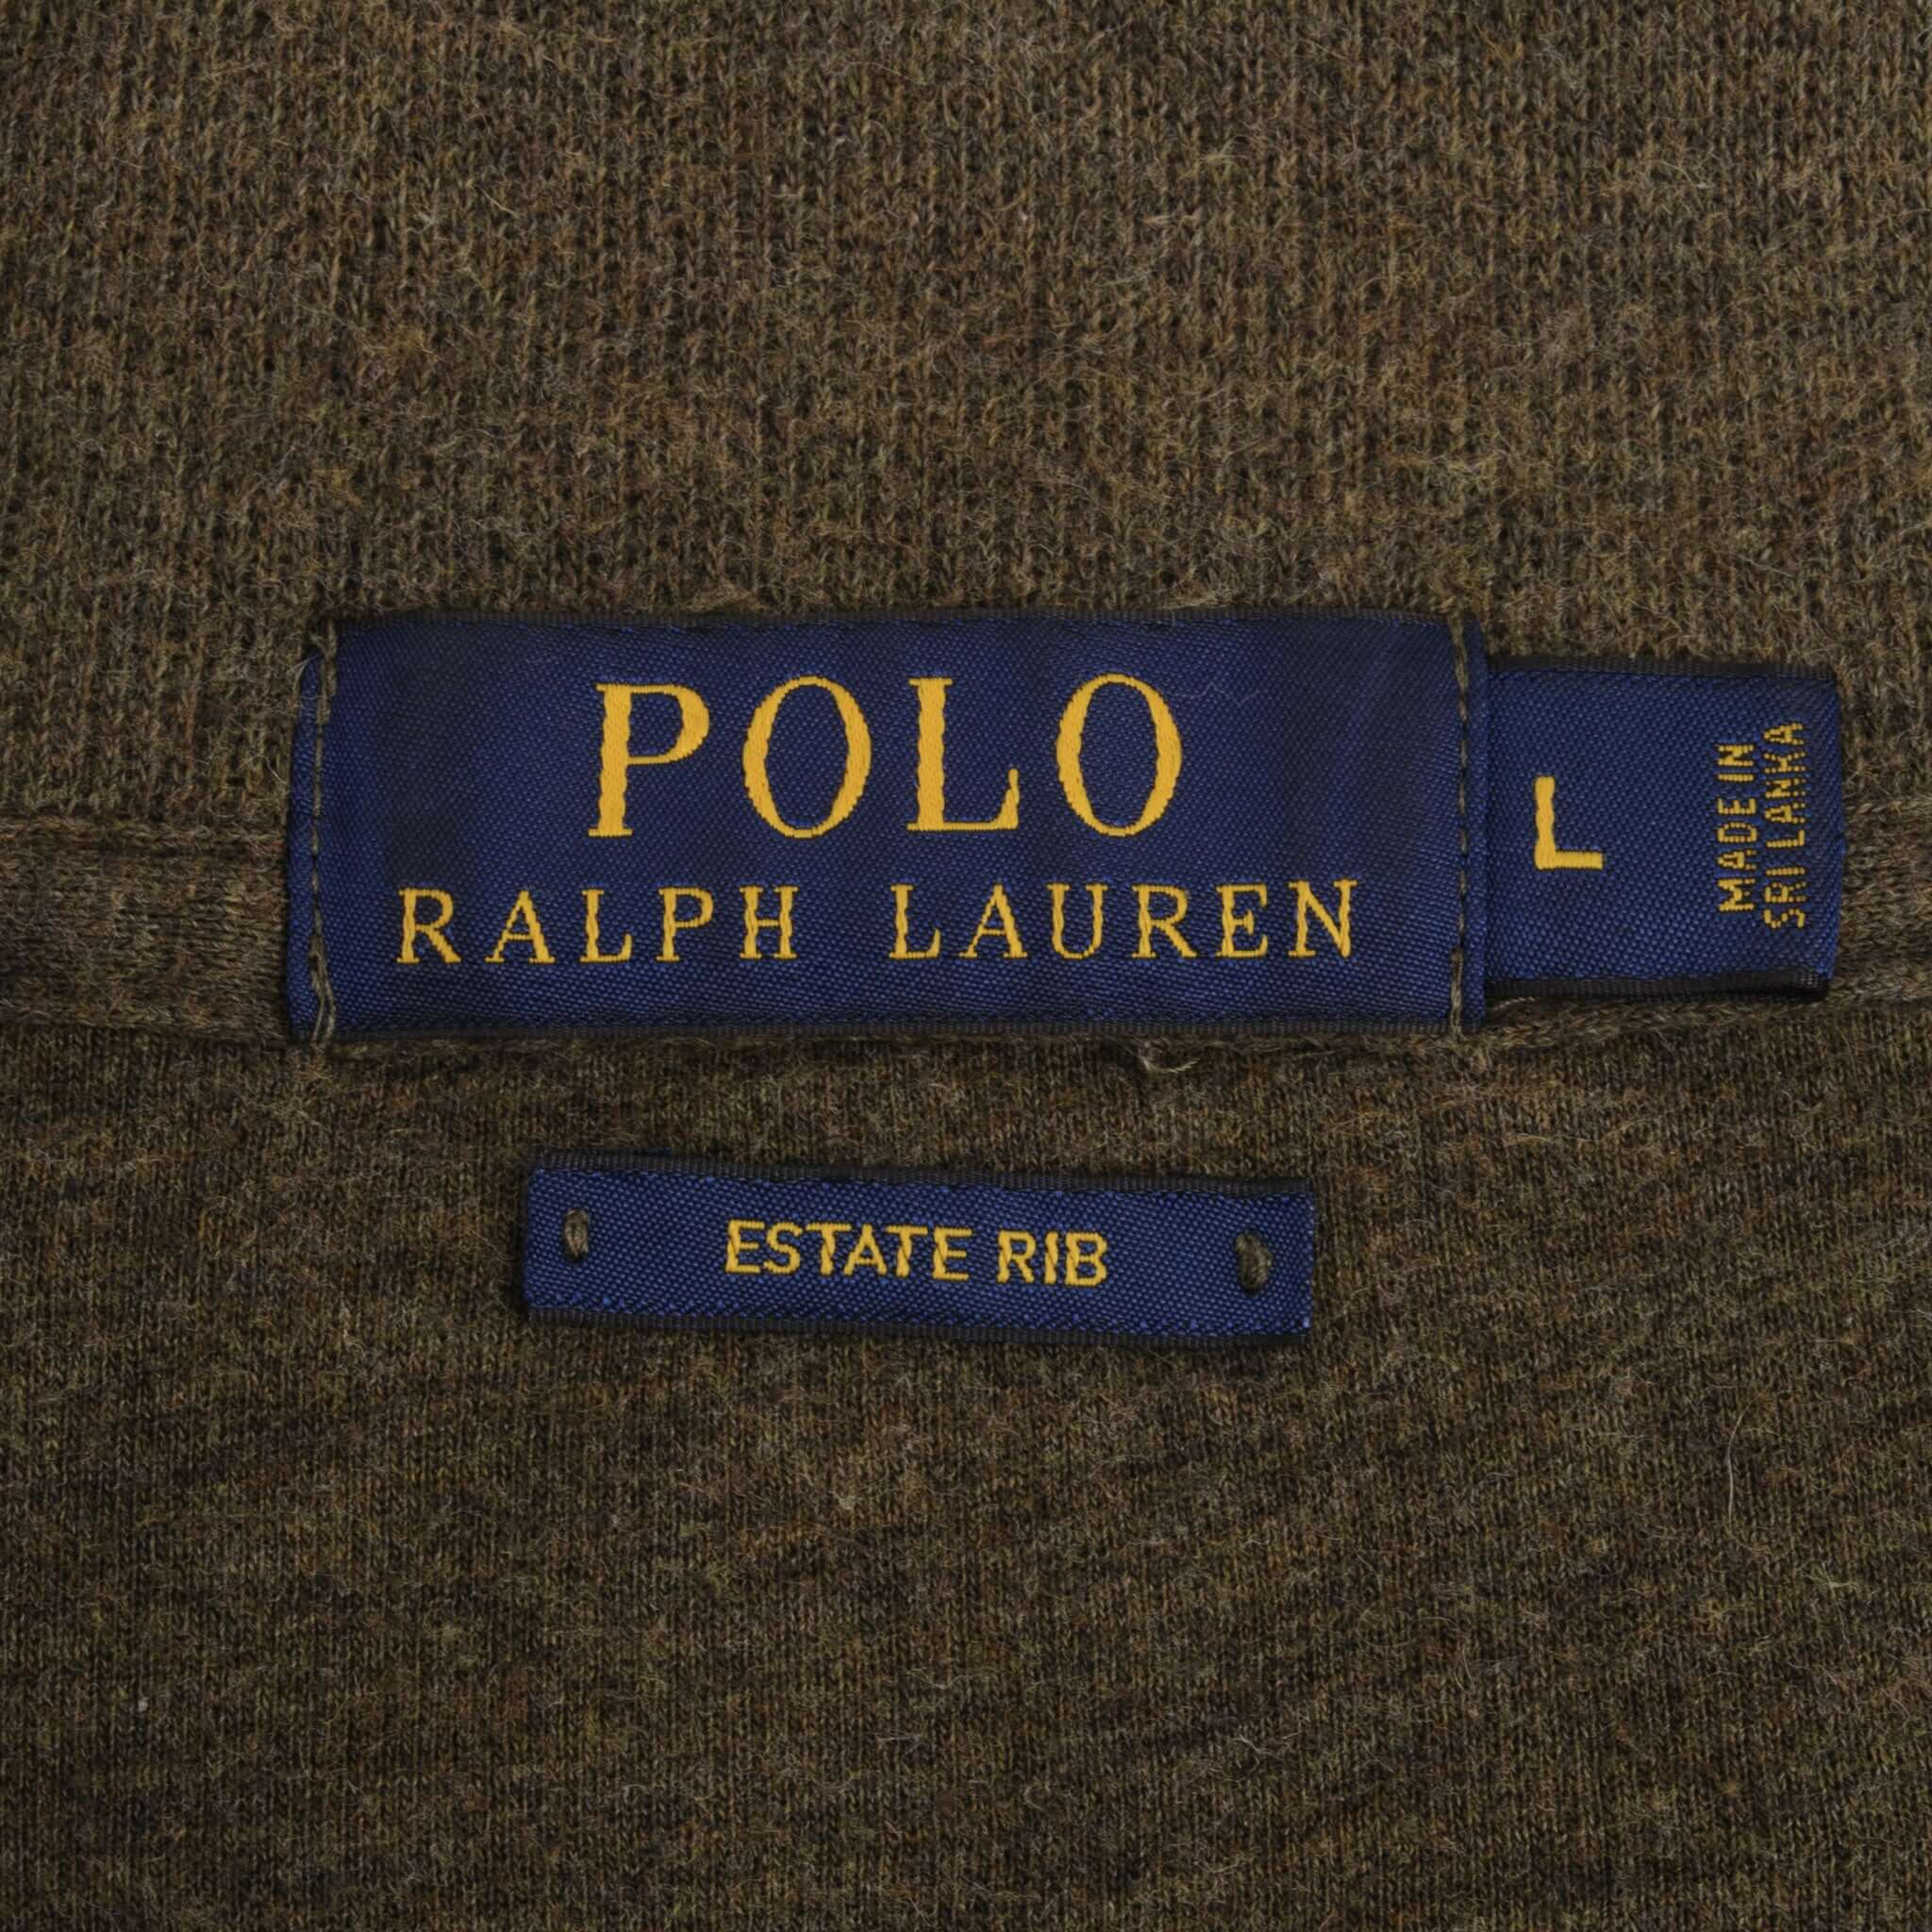 POLO
RALPH LAUREN
L
MADE IN
SRI LANKA
ESTATE RIB